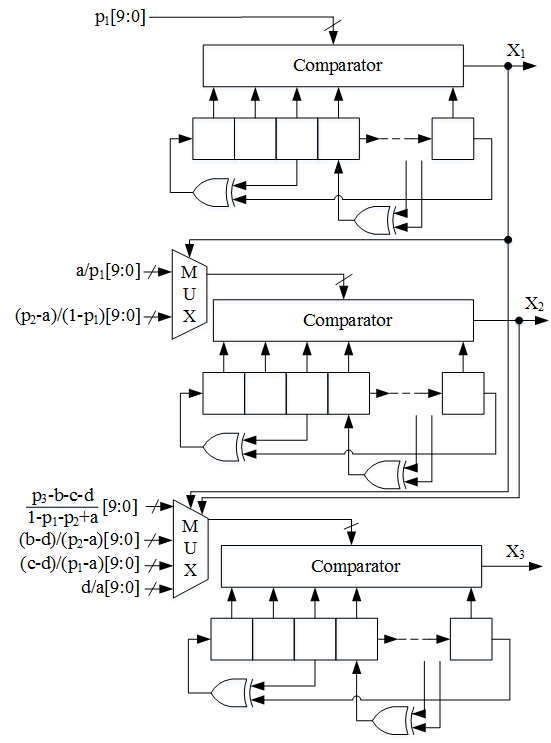 p₁[9:0]
X₁
Comparator
a/p₁[9:0]
M
U
X
(p₂-a)/(1-p₁)[9:0]
X₂
Comparator
p₃-b-c-d
[9:0]
1-p₁-p₂+a
M
U
X
(b-d)/(p₂-a)[9:0]
(c-d)/(p₁-a)[9:0]
d/a[9:0]
X₃
Comparator